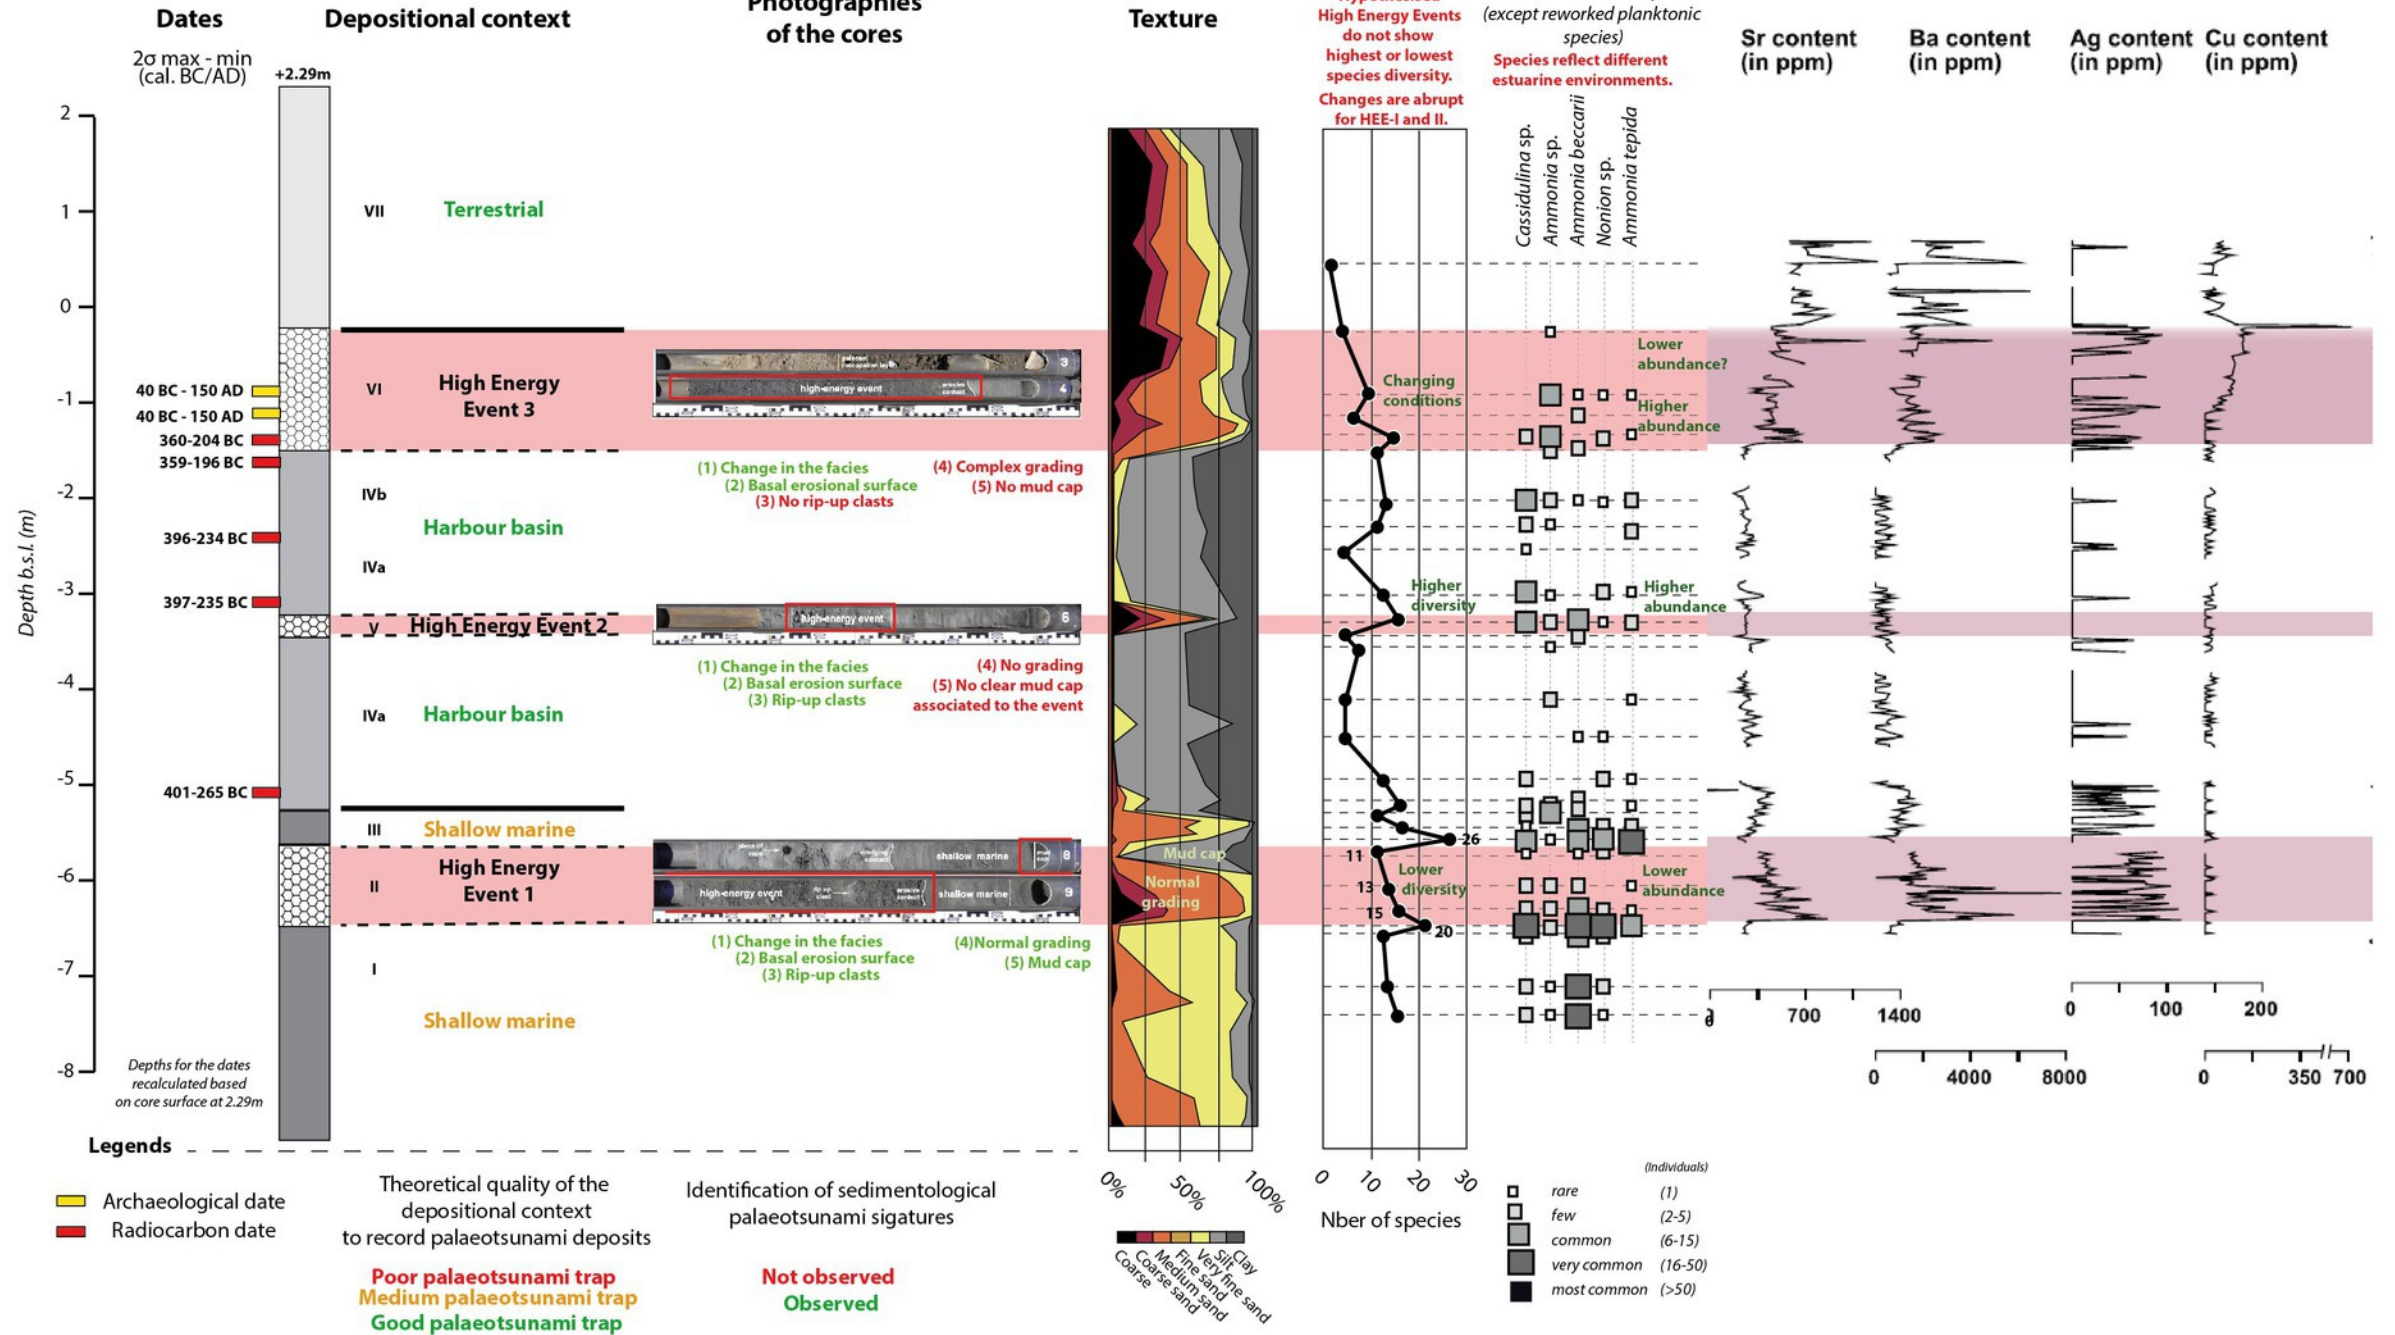 Dates
2σ max - min
(cal. BC/AD)
+2.29m
Depositional context
Photographies
of the cores
Texture
Hypothesised
High Energy Events
do not show
highest or lowest
species diversity.
Changes are abrupt
for HEE-I and II.
(except reworked planktonic
species)
Species reflect different
estuarine environments.
Cassidulina sp.
Ammonia sp.
Ammonia beccarii
Nonion sp.
Ammonia tepida
Sr content
(in ppm)
Ba content
(in ppm)
Ag content
(in ppm)
Cu content
(in ppm)
Depth b.s.l. (m)
2
1
0
-1
-2
-3
-4
-5
-6
-7
-8
40 BC - 150 AD
40 BC - 150 AD
360-204 BC
359-196 BC
396-234 BC
397-235 BC
401-265 BC
Depths for the dates
recalculated based
on core surface at 2.29m
VII
Terrestrial
VI
High Energy
Event 3
IVb
Harbour basin
IVa
V
High Energy Event 2
IVa
Harbour basin
III
Shallow marine
II
High Energy
Event 1
I
Shallow marine
3
high-energy event
erosive
contact
4
(1) Change in the facies
(2) Basal erosional surface
(3) No rip-up clasts
(4) Complex grading
(5) No mud cap
high-energy event
6
(1) Change in the facies
(2) Basal erosion surface
(3) Rip-up clasts
(4) No grading
(5) No clear mud cap
associated to the event
shallow marine
mud
cap
8
high-energy event
rip up
clast
erosive
contact
shallow marine
9
(1) Change in the facies
(2) Basal erosion surface
(3) Rip-up clasts
(4)Normal grading
(5) Mud cap
Mud cap
Normal
grading
Changing
conditions
Higher
diversity
Lower
diversity
26
11
13
15
20
Lower
abundance?
Higher
abundance
Higher
abundance
Lower
abundance
0%
50%
100%
Coarse
Coarse sand
Medium sand
Fine sand
Very fine sand
Silt
Clay
0
10
20
30
Nber of species
0
700
1400
0
4000
8000
0
100
200
0
350
700
Legends
Archaeological date
Radiocarbon date
Theoretical quality of the
depositional context
to record palaeotsunami deposits
Poor palaeotsunami trap
Medium palaeotsunami trap
Good palaeotsunami trap
Identification of sedimentological
palaeotsunami sigatures
Not observed
Observed
(Individuals)
rare (1)
few (2-5)
common (6-15)
very common (16-50)
most common (>50)